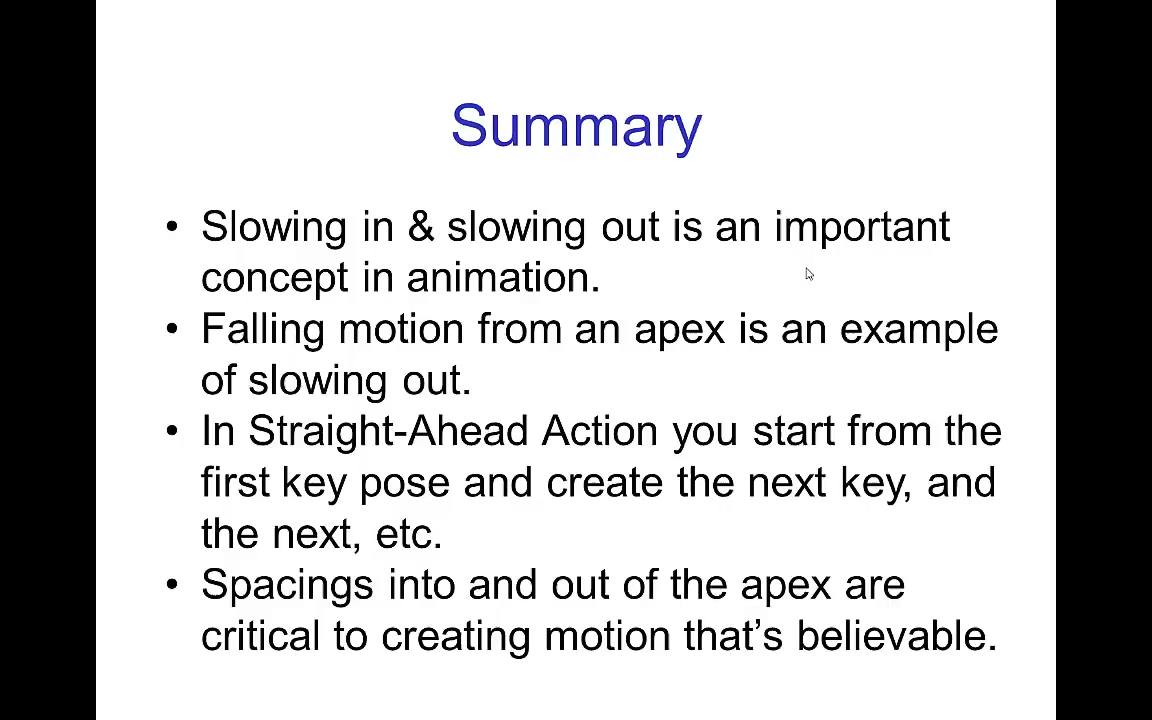 Summary
• Slowing in & slowing out is an important
concept in animation.
• Falling motion from an apex is an example
of slowing out.
• In Straight-Ahead Action you start from the
first key pose and create the next key, and
the next, etc.
• Spacings into and out of the apex are
critical to creating motion that’s believable.